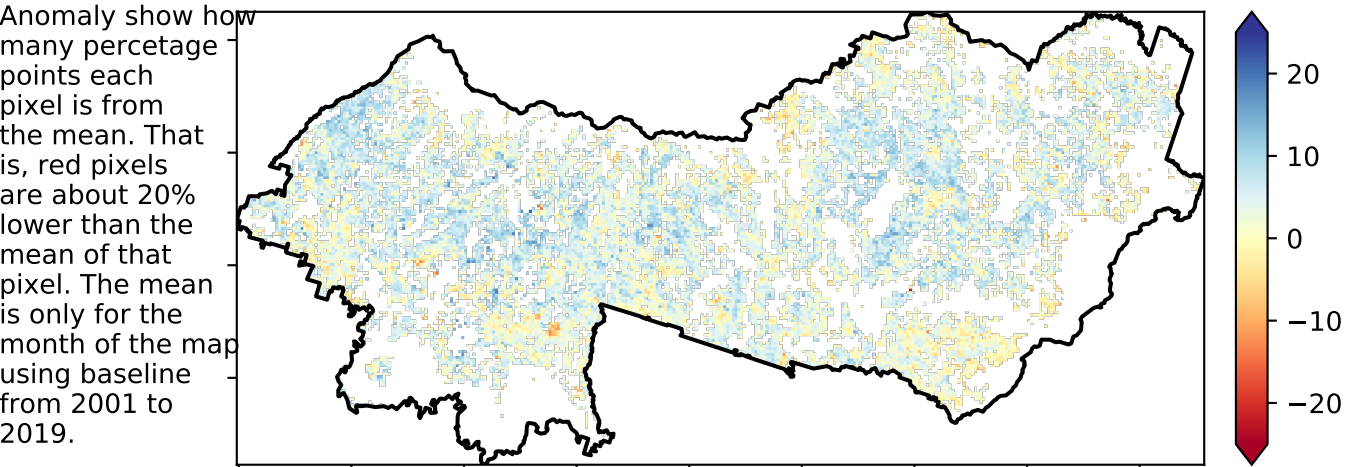 Anomaly show how
many percetage
points each
pixel is from
the mean. That
is, red pixels
are about 20%
lower than the
mean of that
pixel. The mean
is only for the
month of the map
using baseline
from 2001 to
2019.
20
10
0
−10
−20